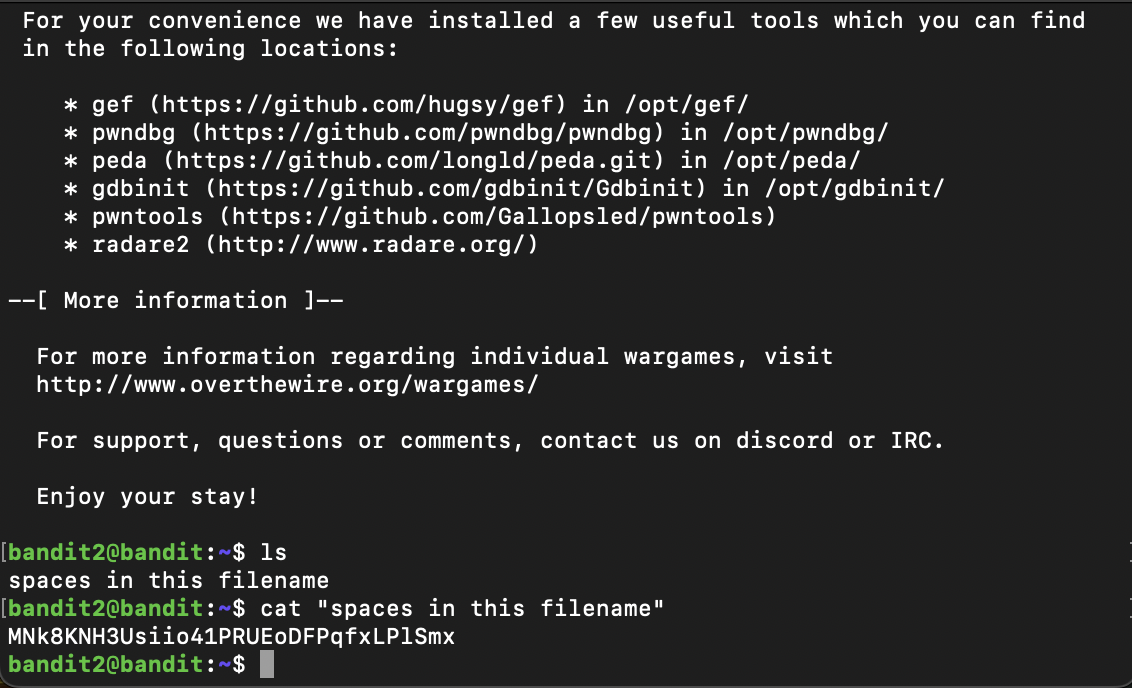 For your convenience we have installed a few useful tools which you can find
in the following locations:
* gef (https://github.com/hugsy/gef) in /opt/gef/
* pwndbg (https://github.com/pwndbg/pwndbg) in /opt/pwndbg/
* peda (https://github.com/longld/peda.git) in /opt/peda/
* gdbinit (https://github.com/gdbinit/Gdbinit) in /opt/gdbinit/
* pwntools (https://github.com/Gallopsled/pwntools)
* radare2 (http://www.radare.org/)
--[ More information ]--
For more information regarding individual wargames, visit
http://www.overthewire.org/wargames/
For support, questions or comments, contact us on discord or IRC.
Enjoy your stay!
[bandit2@bandit:~$ ls
spaces in this filename
[bandit2@bandit:~$ cat "spaces in this filename"
MNk8KNH3Usiio41PRUEoDFPqfxLPlSmx
bandit2@bandit:~$